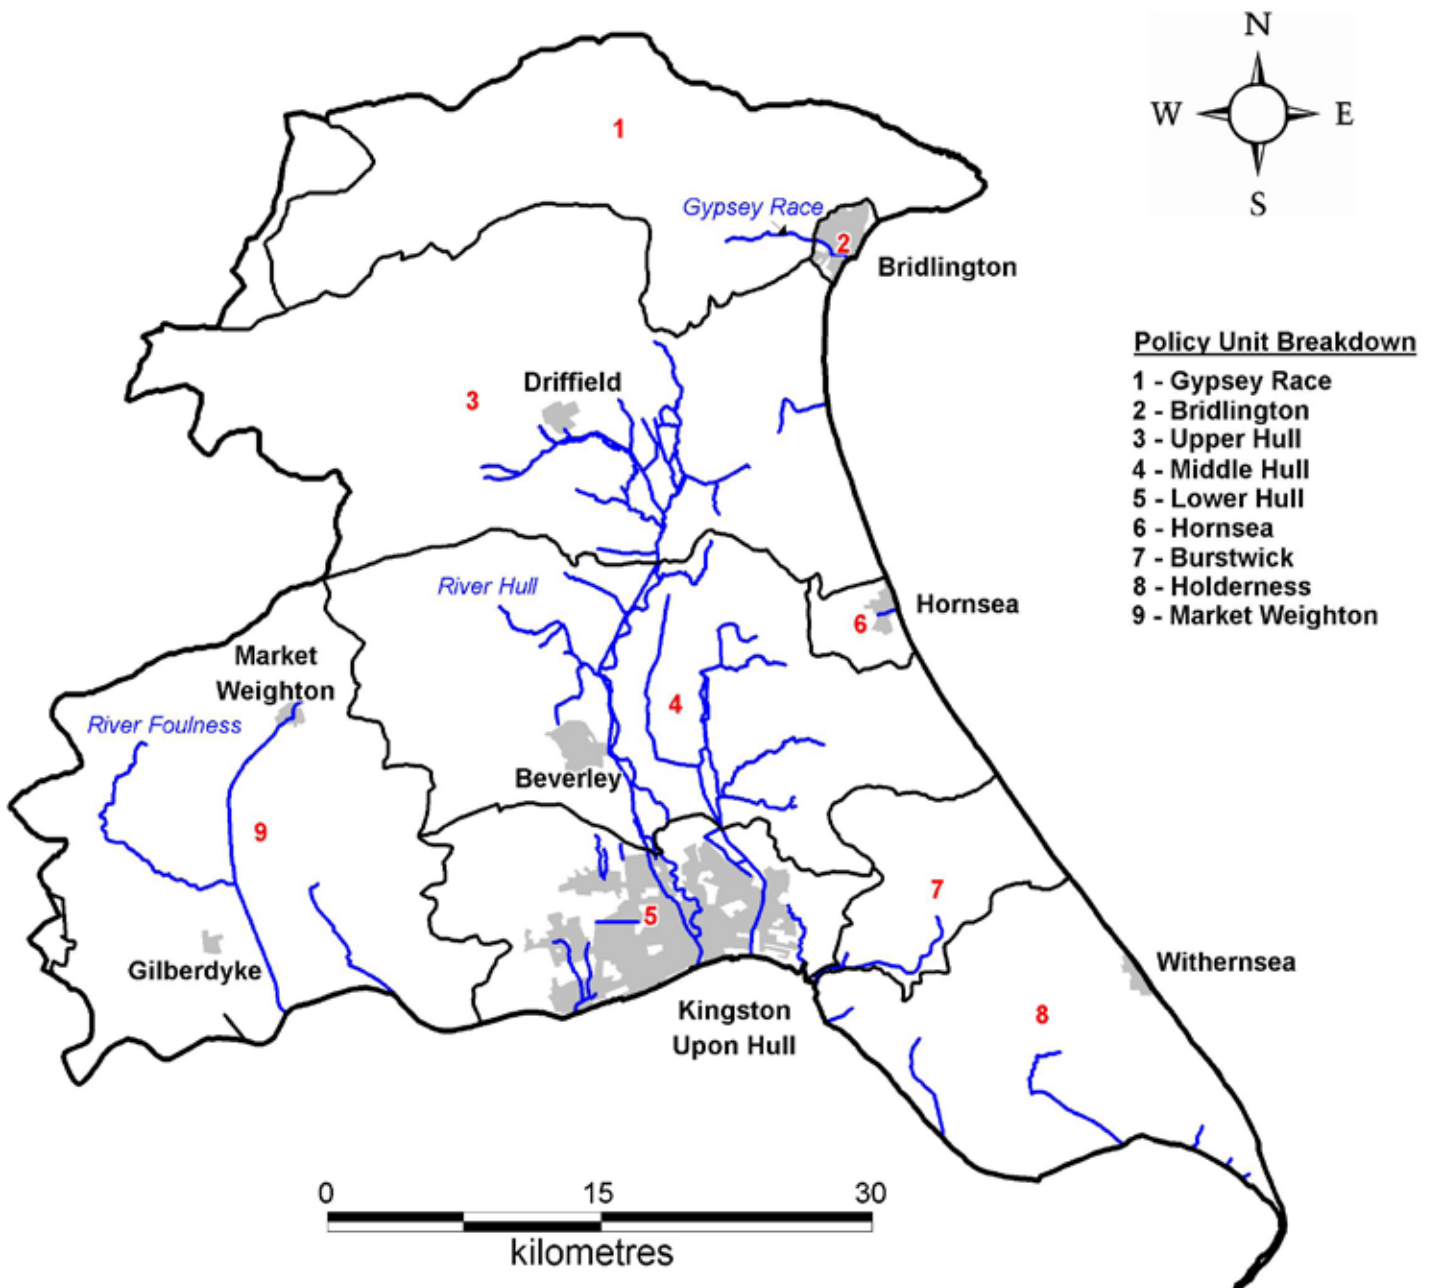 N
W E
S
1
Gypsey Race
2
Bridlington
Policy Unit Breakdown
1 - Gypsey Race
2 - Bridlington
3 - Upper Hull
4 - Middle Hull
5 - Lower Hull
6 - Hornsea
7 - Burstwick
8 - Holderness
9 - Market Weighton
Driffield
3
River Hull
Hornsea
6
Market
Weighton
River Foulness
4
Beverley
9
7
5
Gilberdyke
Withernsea
Kingston
Upon Hull
8
0 15 30
kilometres